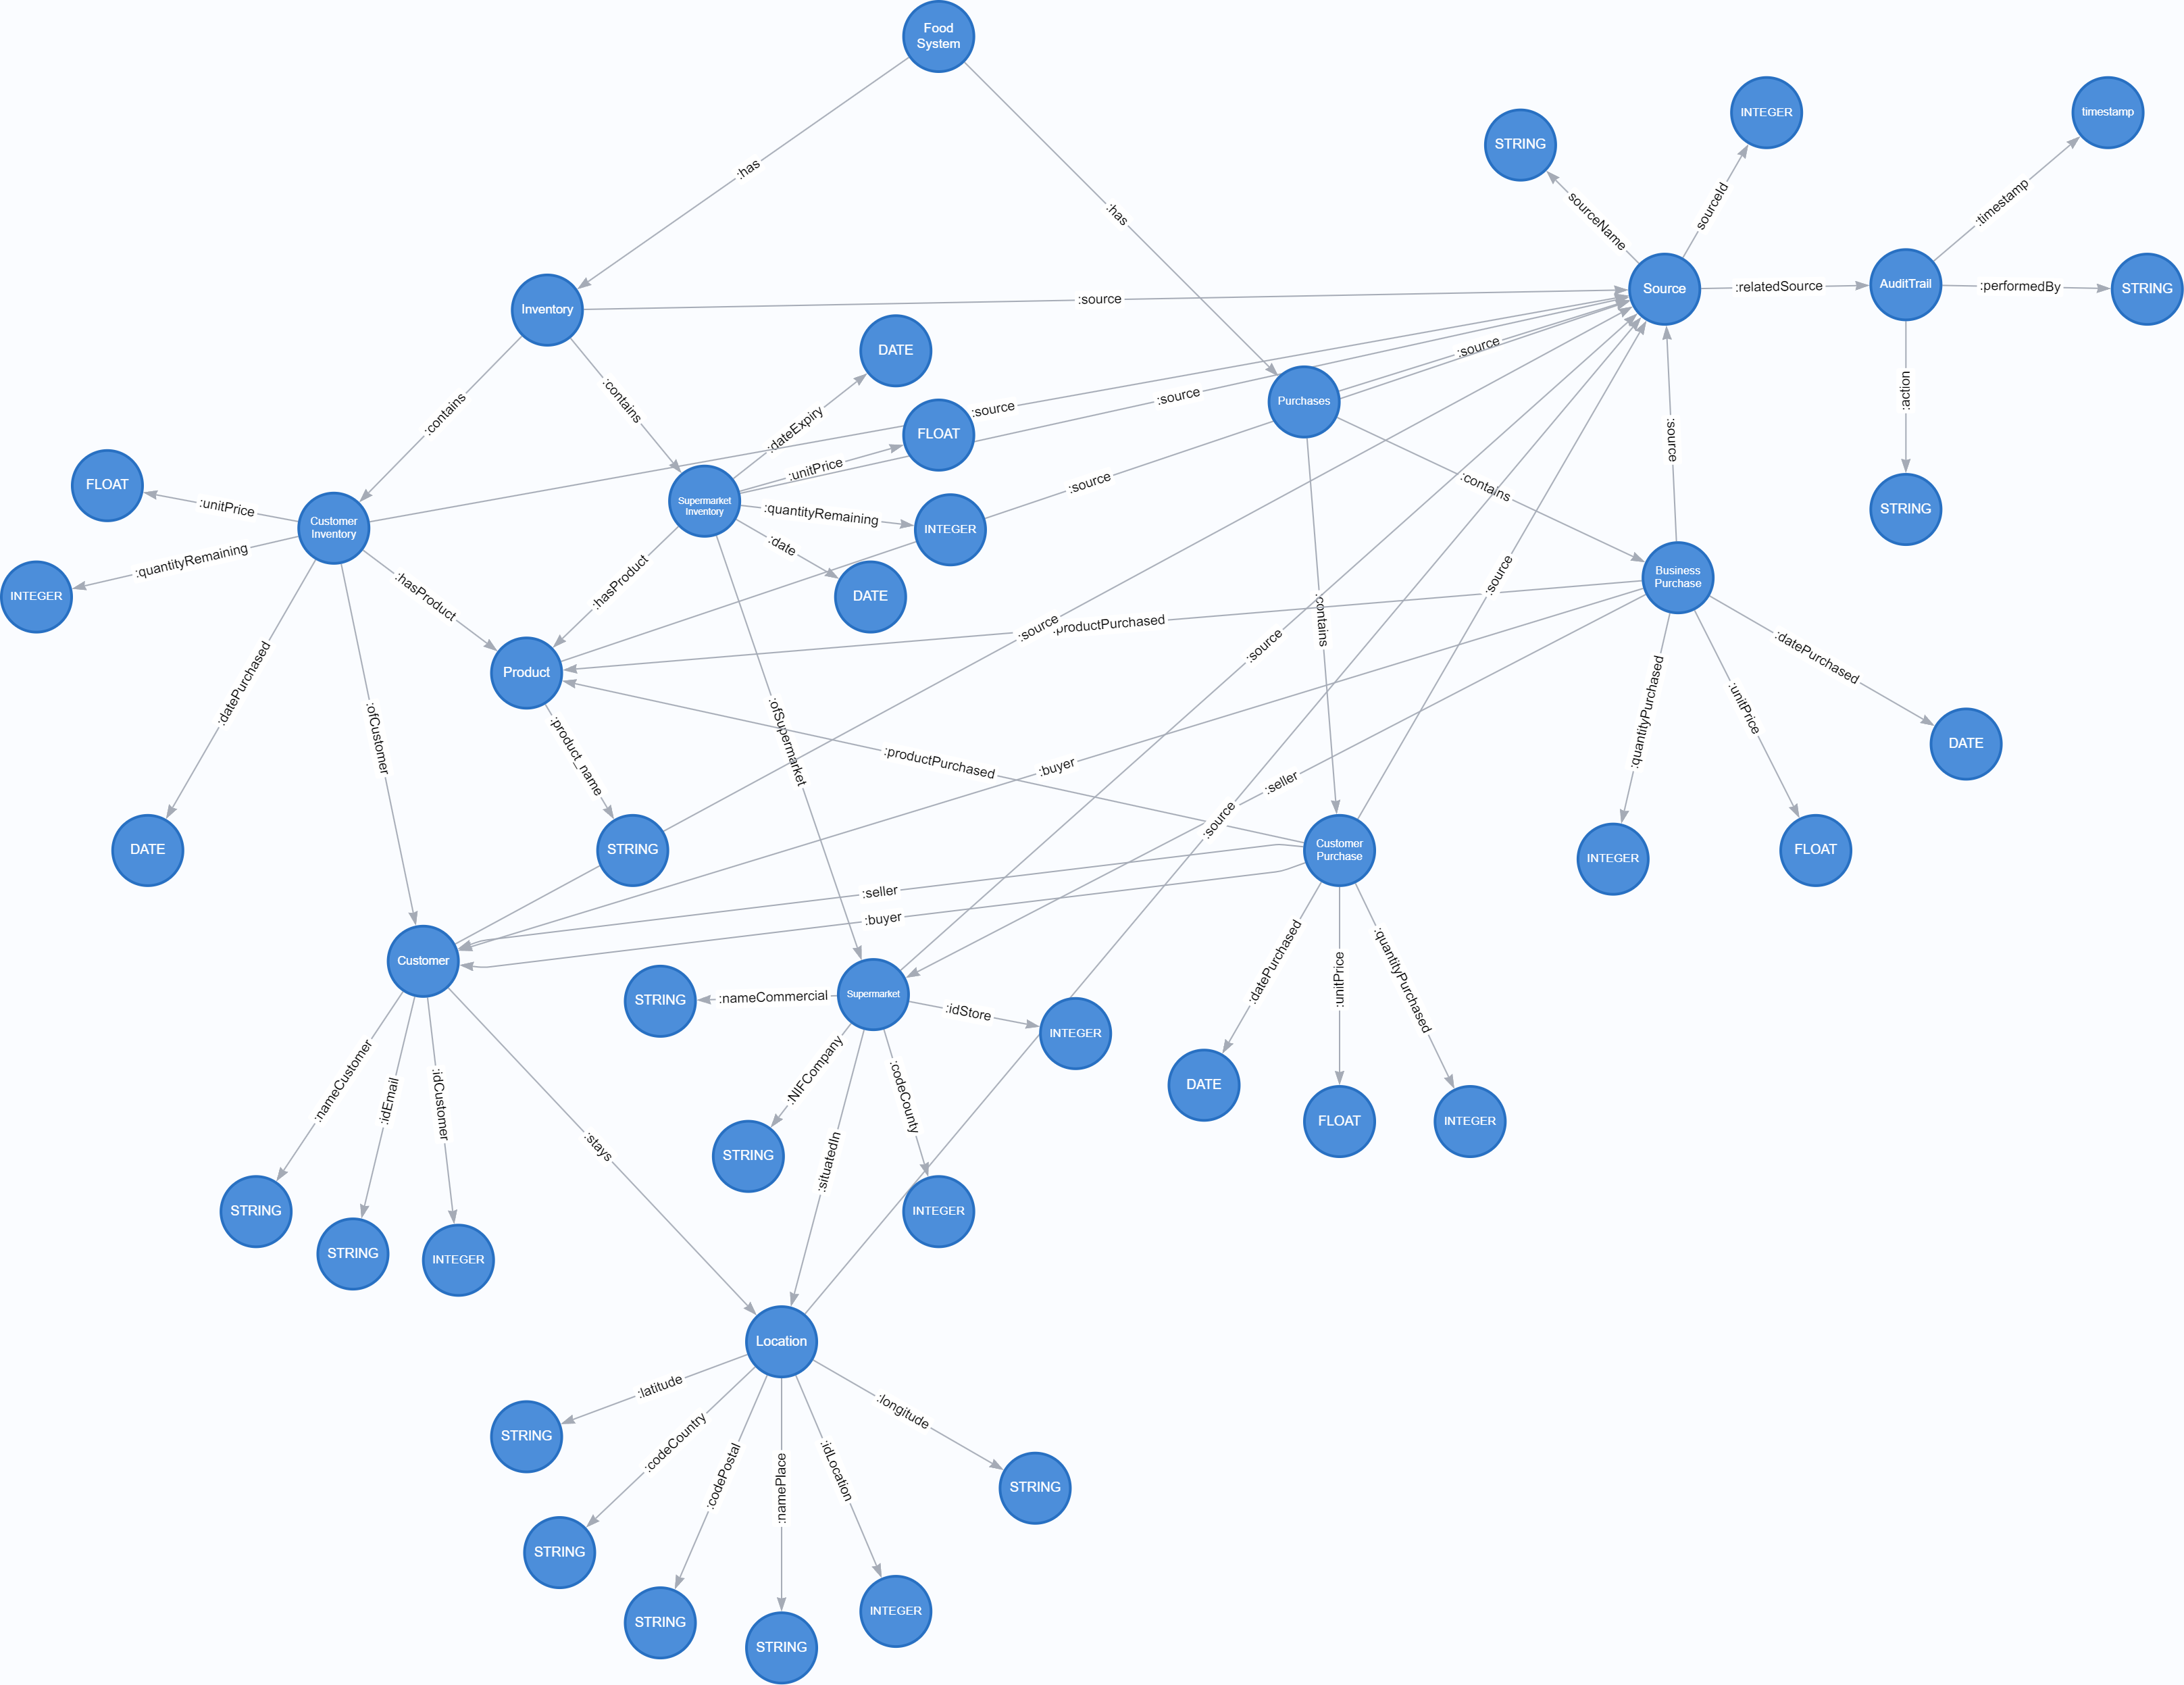 Food
System
:has
:has
STRING
INTEGER
timestamp
sourceName
sourceId
:timestamp
Inventory
:source
Source
:relatedSource
AuditTrail
:performedBy
STRING
:contains
:contains
DATE
:dateExpiry
FLOAT
:unitPrice
:source
:source
:source
Purchases
:source
:contains
:source
:action
STRING
FLOAT
:unitPrice
Customer
Inventory
Supermarket
Inventory
:quantityRemaining
INTEGER
:date
DATE
:quantityRemaining
INTEGER
:hasProduct
:hasProduct
Business
Purchase
:source
:contains
:productPurchased
:source
:source
Product
:datePurchased
:ofCustomer
:product_name
:ofSupermarket
:productPurchased
:buyer
:seller
:source
:quantityPurchased
:unitPrice
:datePurchased
DATE
DATE
STRING
Customer
Purchase
INTEGER
FLOAT
:seller
:buyer
Customer
STRING
:nameCommercial
Supermarket
:idStore
INTEGER
:datePurchased
:unitPrice
:quantityPurchased
:nameCustomer
:idEmail
:idCustomer
:stays
:NIFCompany
:situatedIn
:codeCounty
DATE
FLOAT
INTEGER
STRING
STRING
STRING
INTEGER
INTEGER
Location
:latitude
:codeCountry
:codePostal
:namePlace
:idLocation
:longitude
STRING
STRING
STRING
STRING
INTEGER
STRING